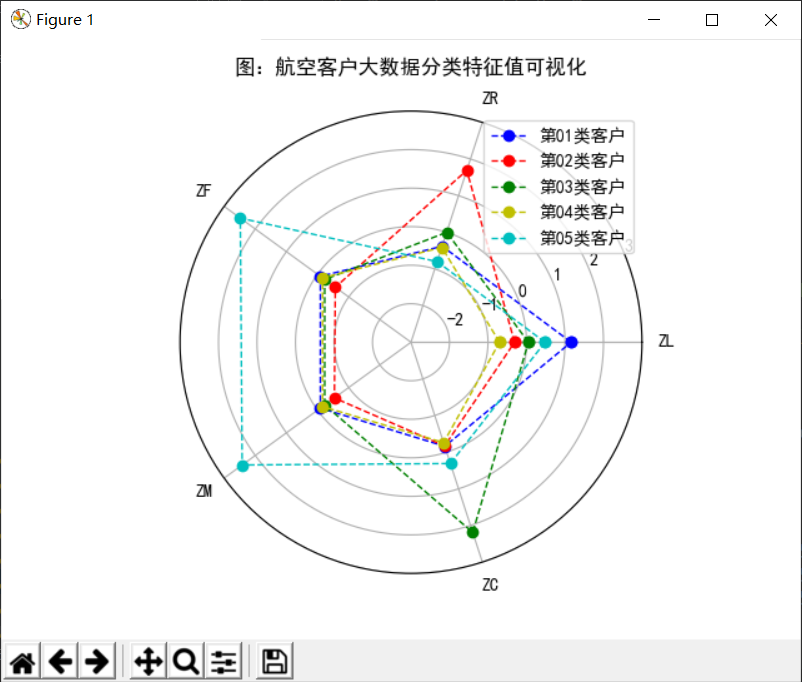 Figure 1
图：航空客户大数据分类特征值可视化
ZR
第01类客户
第02类客户
第03类客户
第04类客户
第05类客户
ZF
3
2
1
0
-1
-2
ZL
ZM
ZC